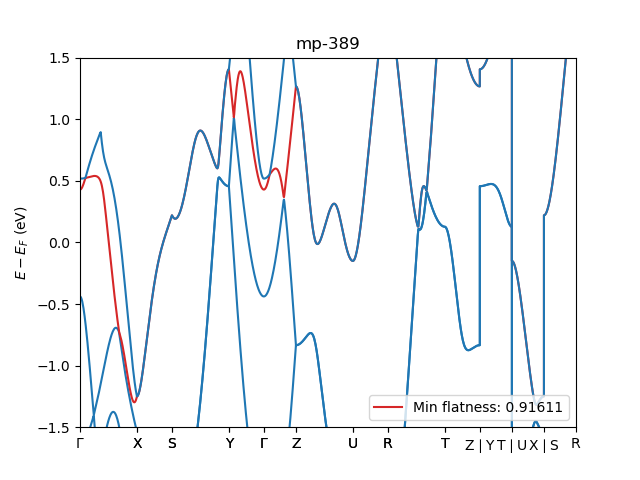 mp-389
1.5
1.0
0.5
0.0
−0.5
−1.0
−1.5
E − E_F (eV)
Min flatness: 0.91611
Γ X S Y Γ Z U R T Z | Y T | U X | S R